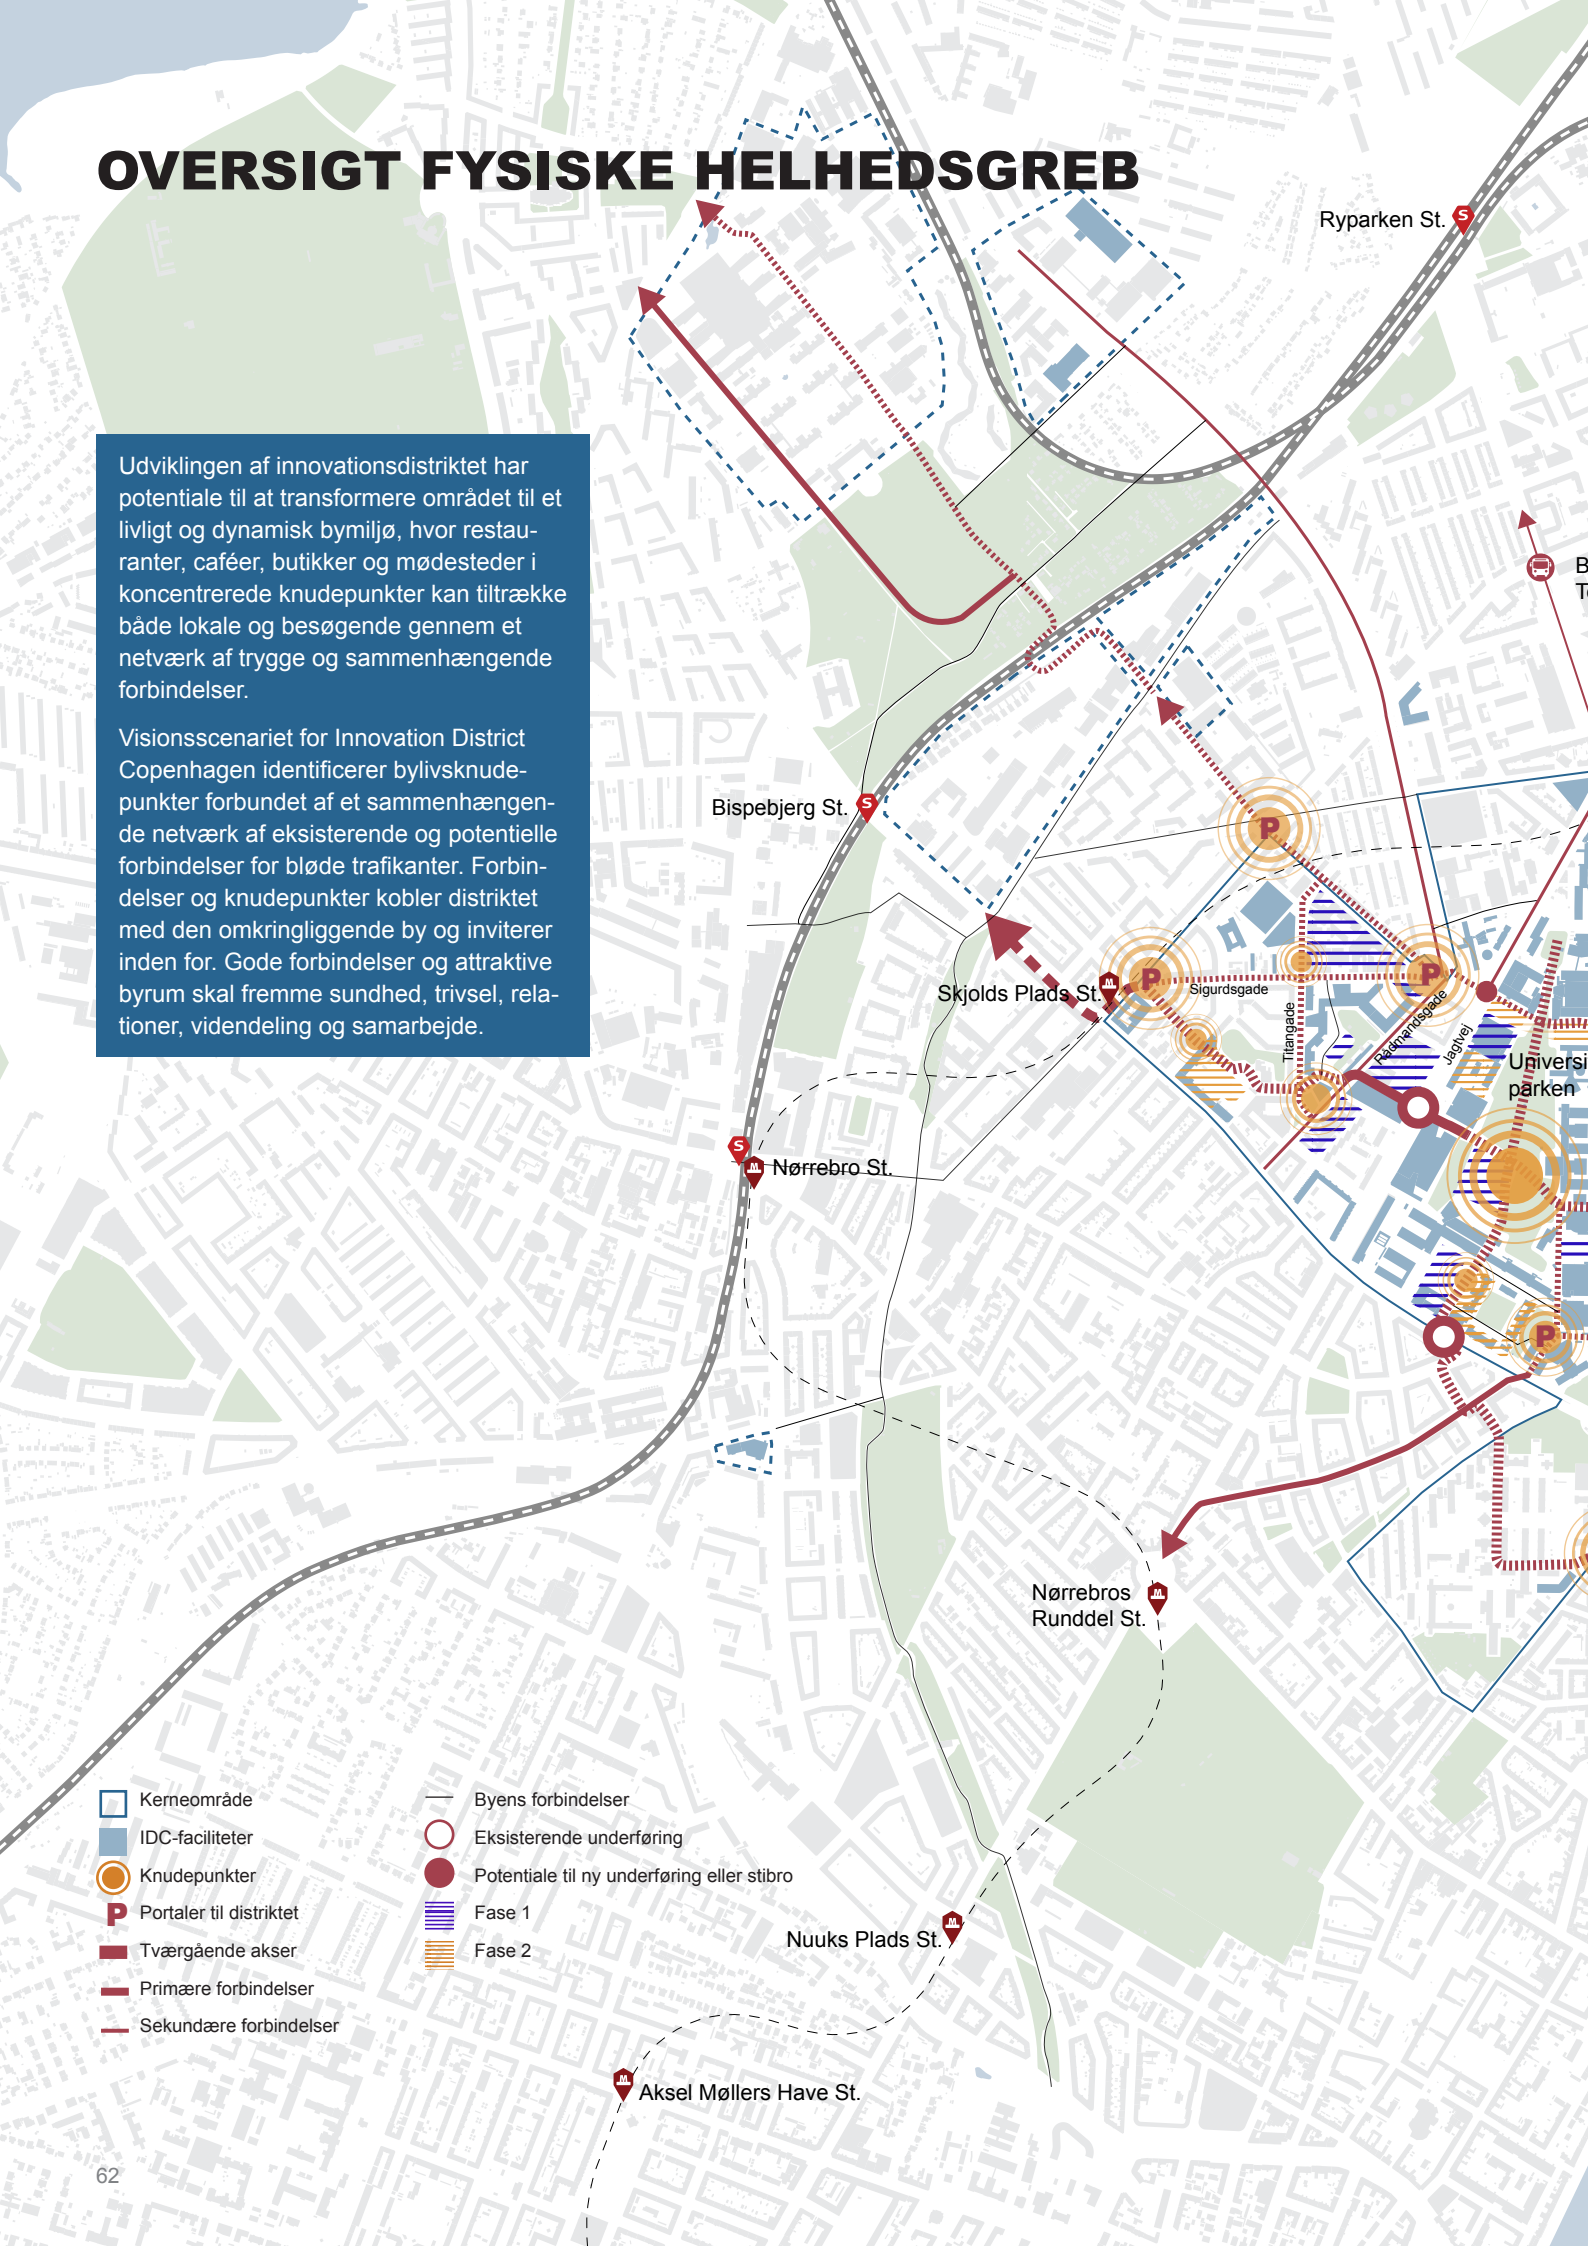 OVERSIGT FYSISKE HELHEDSGREB
Ryparken St.
S
Udviklingen af innovationsdistriktet har
potentiale til at transformere området til et
livligt og dynamisk bymiljø, hvor restau-
ranter, caféer, butikker og mødesteder i
koncentrerede knudepunkter kan tiltrække
både lokale og besøgende gennem et
netværk af trygge og sammenhængende
forbindelser.
Visionsscenariet for Innovation District
Copenhagen identificerer bylivsknude-
punkter forbundet af et sammenhængen-
de netværk af eksisterende og potentielle
forbindelser for bløde trafikanter. Forbin-
delser og knudepunkter kobler distriktet
med den omkringliggende by og inviterer
inden for. Gode forbindelser og attraktive
byrum skal fremme sundhed, trivsel, rela-
tioner, videndeling og samarbejde.
B
Bispebjerg St.
S
P
Skjolds Plads St.
M
P
Sigurdsgade
P
Titangade
Rådmandsgade
Jagtvej
Universi
parken
S
M
Nørrebro St.
P
Nørrebros
Runddel St.
M
Kerneområde
IDC-faciliteter
Knudepunkter
P Portaler til distriktet
Tværgående akser
Primære forbindelser
Sekundære forbindelser
Byens forbindelser
Eksisterende underføring
Potentiale til ny underføring eller stibro
Fase 1
Fase 2
Nuuks Plads St.
M
M
Aksel Møllers Have St.
62